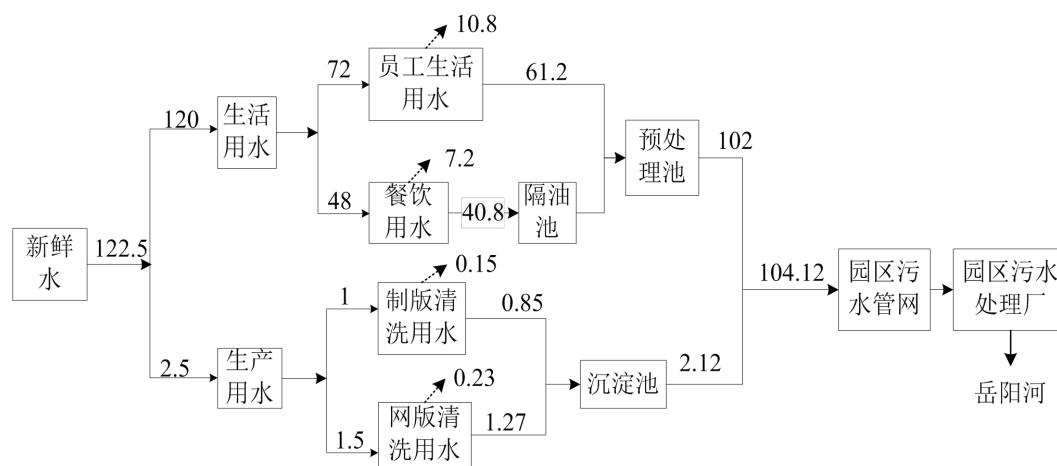 新鲜
水
122.5
120
生活
用水
72
员工生活
用水
10.8
61.2
48
餐饮
用水
7.2
40.8
隔油
池
预处
理池
102
2.5
生产
用水
1
制版清
洗用水
0.15
0.85
1.5
网版清
洗用水
0.23
1.27
沉淀池
2.12
104.12
园区污
水管网
园区污水
处理厂
岳阳河